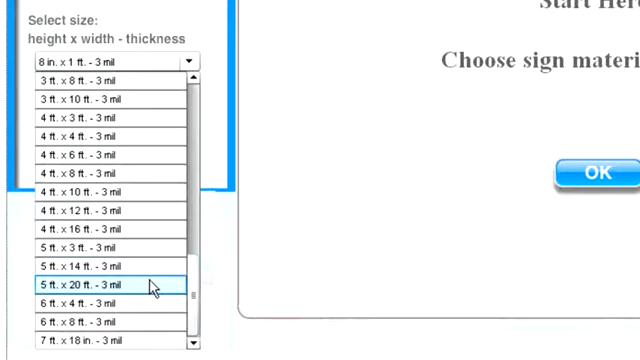 Start Here
Select size:
height x width - thickness
Choose sign materi
8 in. x 1 ft. - 3 mil
3 ft. x 8 ft. - 3 mil
3 ft. x 10 ft. - 3 mil
4 ft. x 3 ft. - 3 mil
4 ft. x 4 ft. - 3 mil
4 ft. x 6 ft. - 3 mil
4 ft. x 8 ft. - 3 mil
4 ft. x 10 ft. - 3 mil
4 ft. x 12 ft. - 3 mil
4 ft. x 16 ft. - 3 mil
5 ft. x 3 ft. - 3 mil
5 ft. x 14 ft. - 3 mil
5 ft. x 20 ft. - 3 mil
6 ft. x 4 ft. - 3 mil
6 ft. x 8 ft. - 3 mil
7 ft. x 18 in. - 3 mil
OK